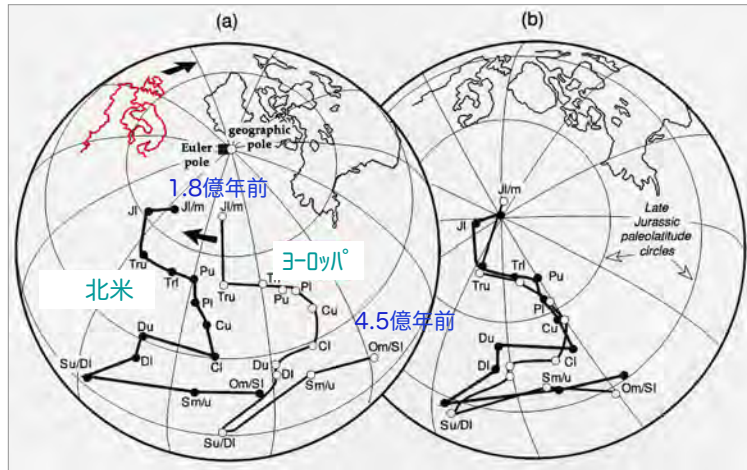 (a)
(b)
geographic
pole
Euler
pole
1.8億年前
Jl
Jl/m
Jl/m
ヨーロッパ
北米
Tru
Trl
Pu
Pl
Cu
Cl
Du
Dl
Su/Dl
Sm/u
Om/Sl
Tru
Pu
Pl
Cu
4.5億年前
Cl
Du
Dl
Om/Sl
Sm/u
Su/Dl
Jl/m
Jl
Late
Jurassic
paleolatitude
circles
Tru
Trl
Pu
Pl
Cu
Du
Cl
Dl
Sm/u
Om/Sl
Su/Dl